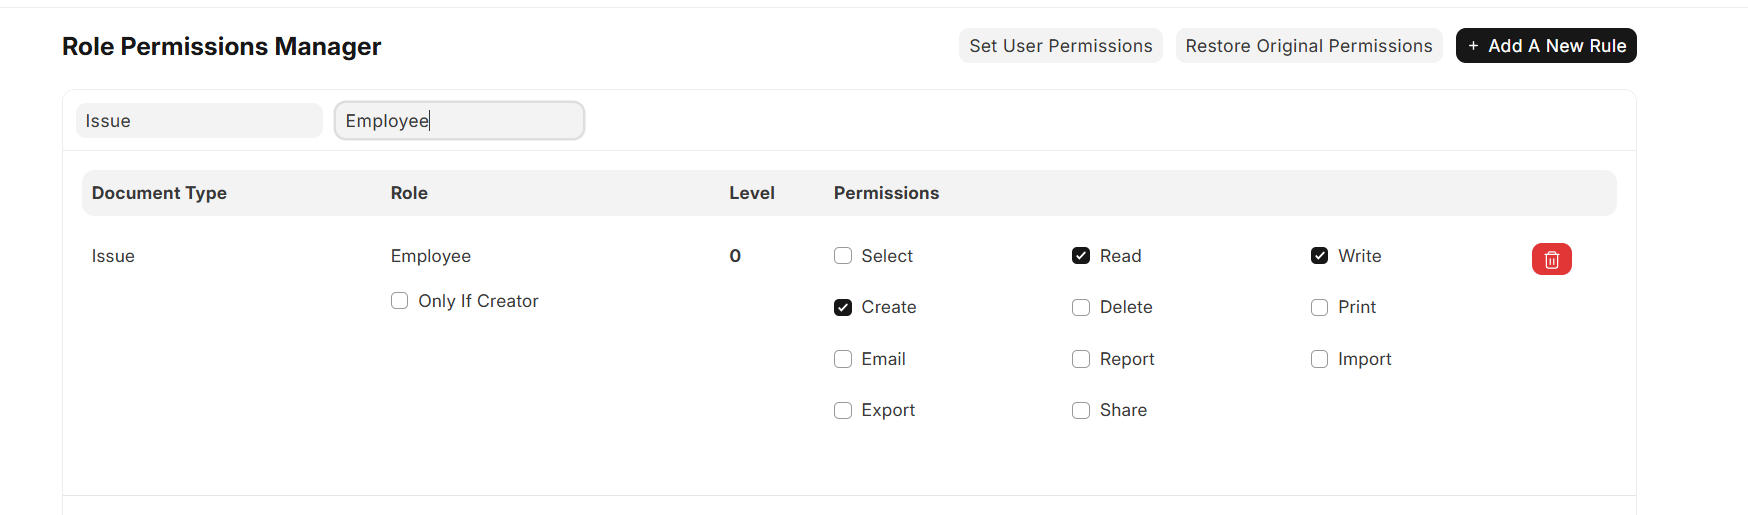 Role Permissions Manager
Set User Permissions
Restore Original Permissions
+ Add A New Rule
Issue
Employee
Document Type Role Level Permissions
Issue Employee 0 Select Read Write
Only If Creator
Create Delete Print
Email Report Import
Export Share